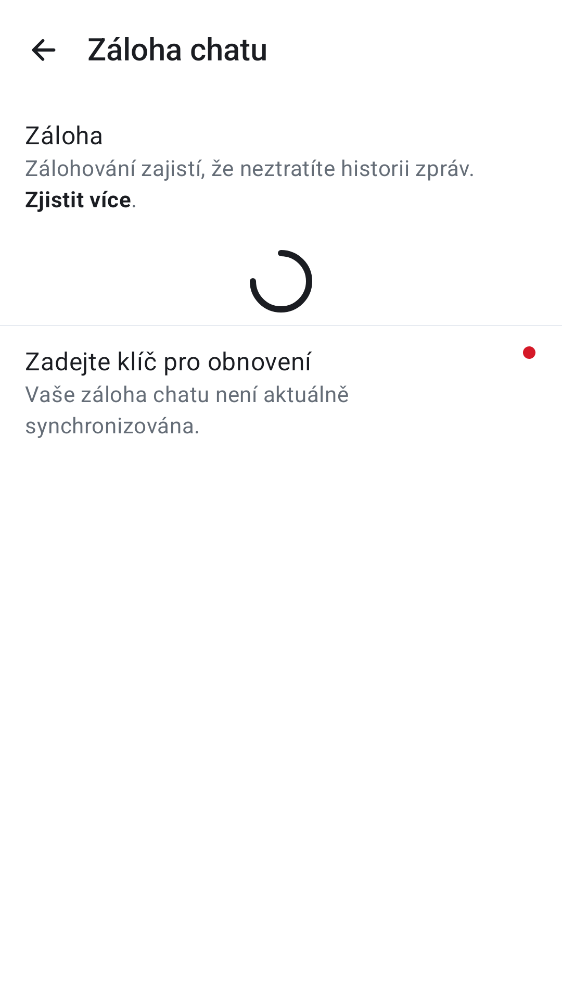 Záloha chatu
Záloha
Zálohování zajistí, že neztratíte historii zpráv.
Zjistit více.
Zadejte klíč pro obnovení
Vaše záloha chatu není aktuálně
synchronizována.